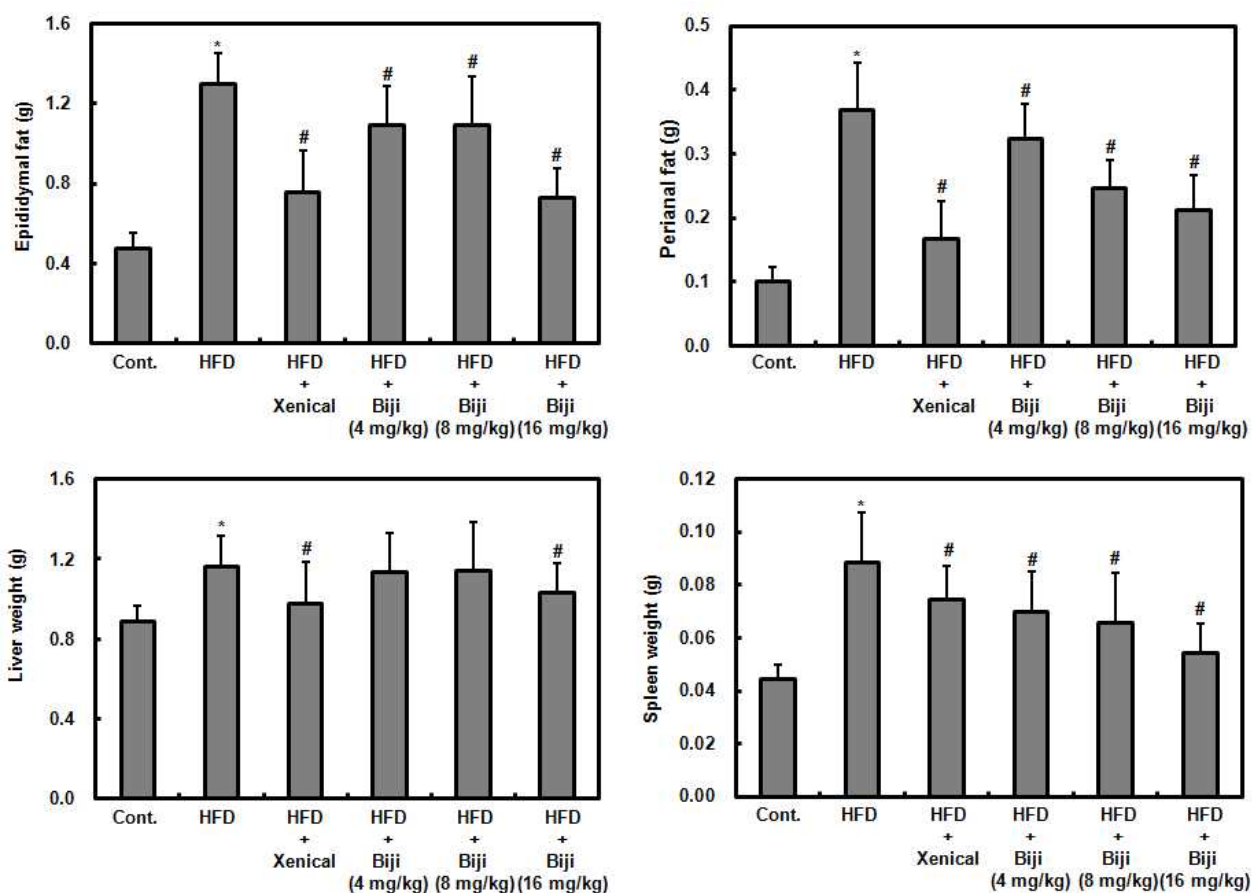 Epididymal fat (g)
1.6
1.2
0.8
0.4
0.0
*
#
#
#
#
Cont.
HFD
HFD
+
Xenical
HFD
+
Biji
(4 mg/kg)
HFD
+
Biji
(8 mg/kg)
HFD
+
Biji
(16 mg/kg)
Perianal fat (g)
0.5
0.4
0.3
0.2
0.1
0.0
*
#
#
#
#
Cont.
HFD
HFD
+
Xenical
HFD
+
Biji
(4 mg/kg)
HFD
+
Biji
(8 mg/kg)
HFD
+
Biji
(16 mg/kg)
Liver weight (g)
1.6
1.2
0.8
0.4
0.0
*
#
#
Cont.
HFD
HFD
+
Xenical
HFD
+
Biji
(4 mg/kg)
HFD
+
Biji
(8 mg/kg)
HFD
+
Biji
(16 mg/kg)
Spleen weight (g)
0.12
0.10
0.08
0.06
0.04
0.02
0.00
*
#
#
#
#
Cont.
HFD
HFD
+
Xenical
HFD
+
Biji
(4 mg/kg)
HFD
+
Biji
(8 mg/kg)
HFD
+
Biji
(16 mg/kg)